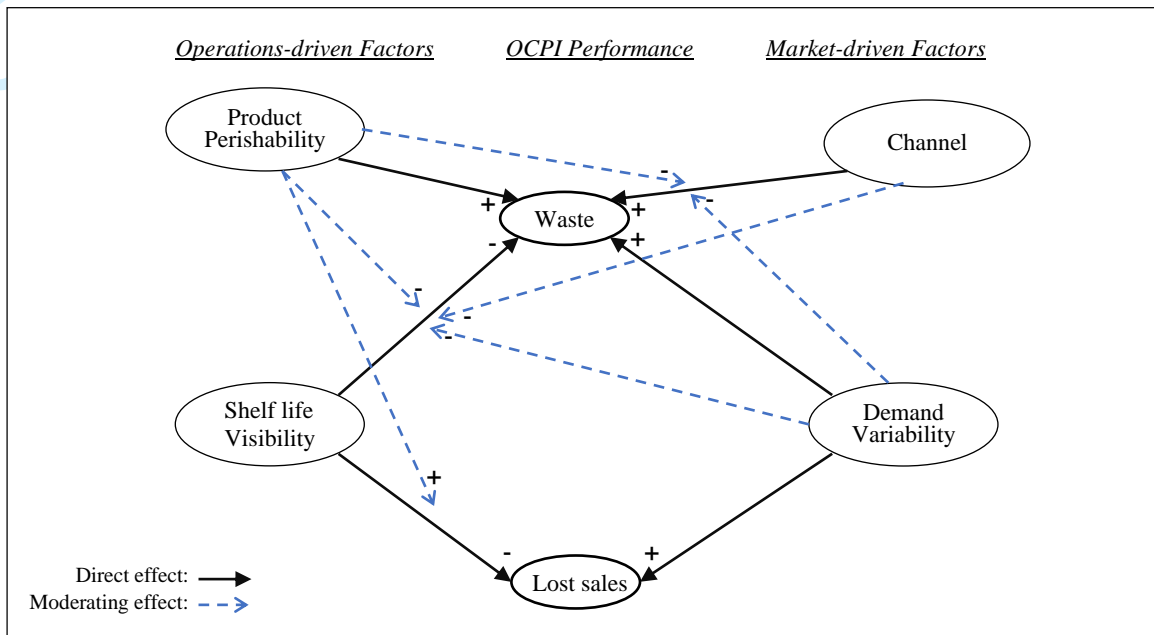 Operations-driven Factors
OCPI Performance
Market-driven Factors
Product
Perishability
Channel
-
-
+
+
Waste
-
+
-
-
-
Shelf life
Visibility
Demand
Variability
+
-
+
Lost sales
Direct effect:
Moderating effect: